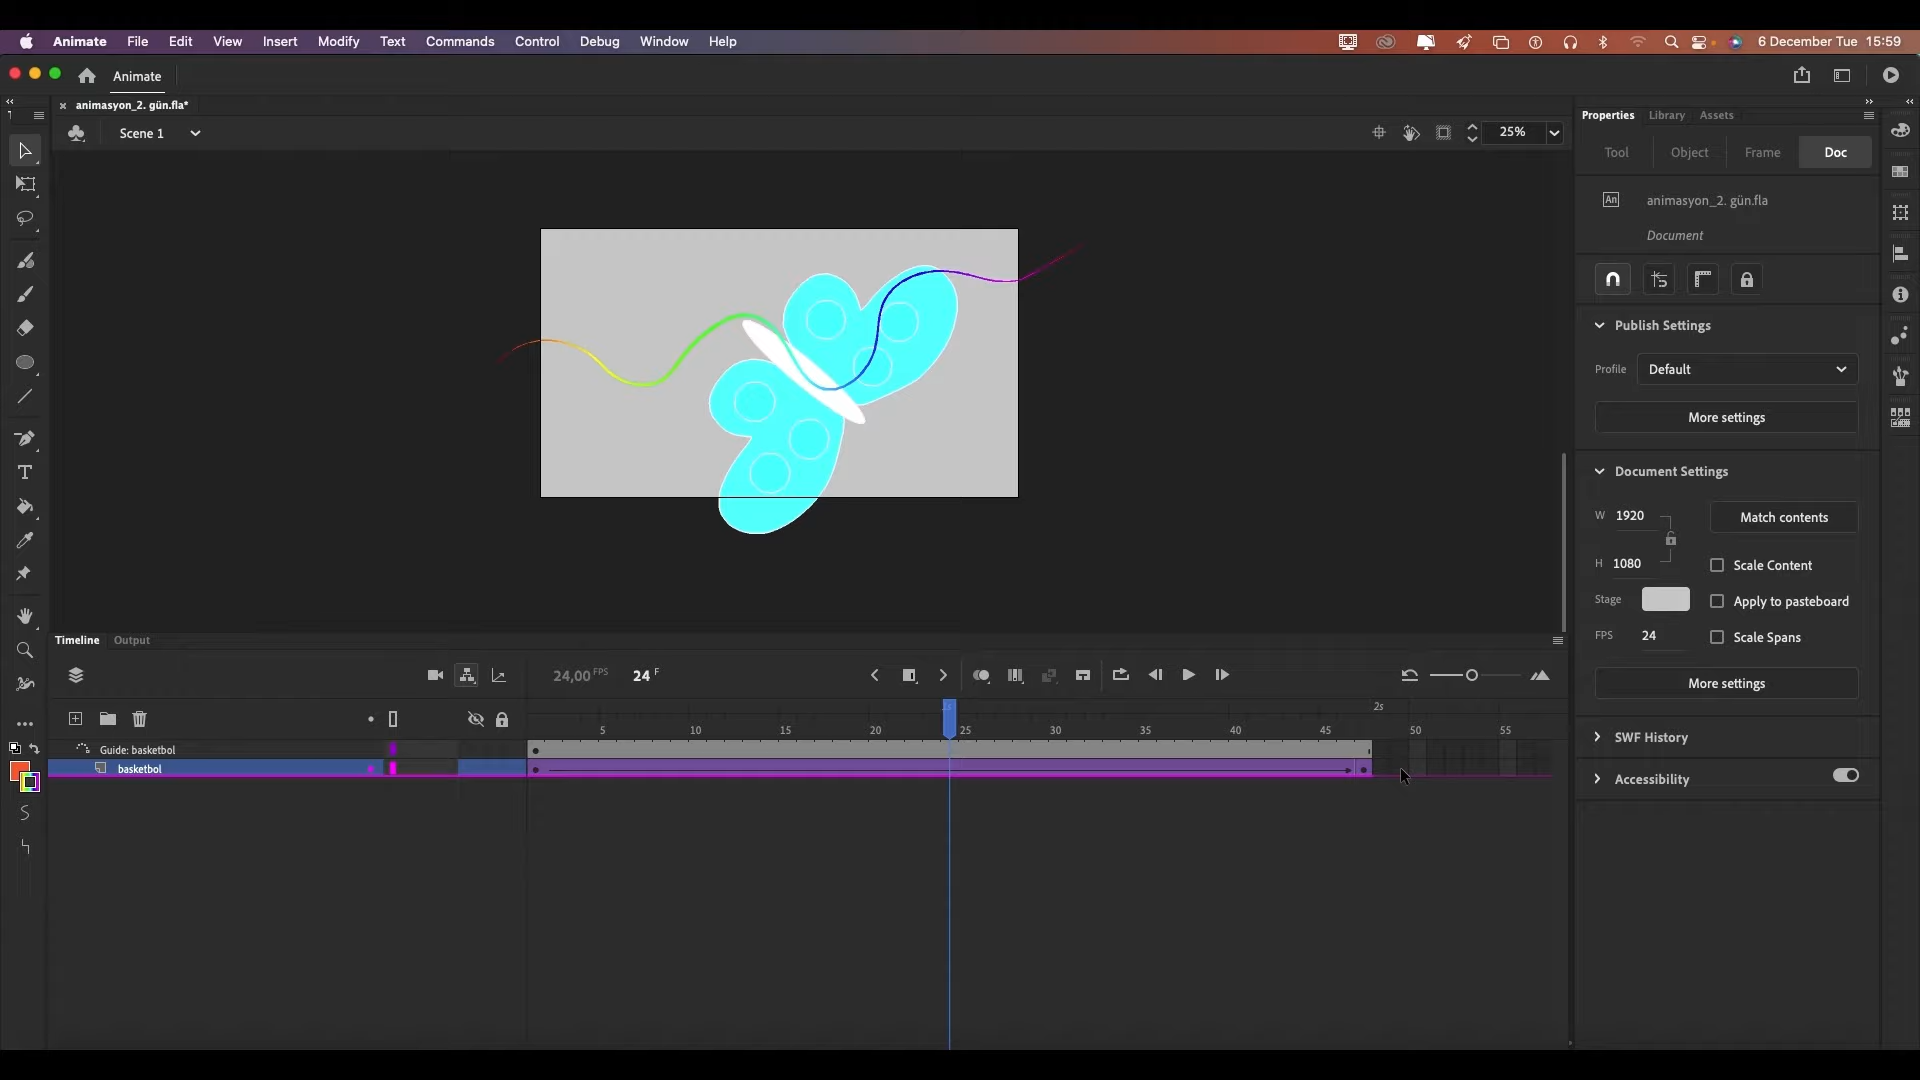 Animate File Edit View Insert Modify Text Commands Control Debug Window Help 6 December Tue 15:59
Animate
animasyon_2. gün.fla*
Scene 1 25%
Properties Library Assets
Tool Object Frame Doc
An animasyon_2. gün.fla
Document
Publish Settings
Profile Default
More settings
Document Settings
W 1920 Match contents
H 1080 Scale Content
Stage Apply to pasteboard
FPS 24 Scale Spans
More settings
SWF History
Accessibility
Timeline Output
24,00 FPS 24 F
1s 2s
5 10 15 20 25 30 35 40 45 50 55
Guide: basketbol
basketbol